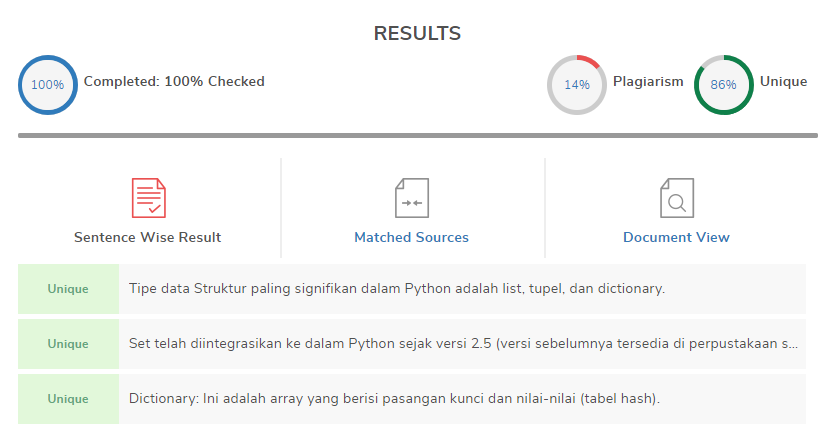 RESULTS
100% Completed: 100% Checked
14% Plagiarism 86% Unique
Sentence Wise Result Matched Sources Document View
Unique Tipe data Struktur paling signifikan dalam Python adalah list, tupel, dan dictionary.
Unique Set telah diintegrasikan ke dalam Python sejak versi 2.5 (versi sebelumnya tersedia di perpustakaan s...
Unique Dictionary: Ini adalah array yang berisi pasangan kunci dan nilai-nilai (tabel hash).